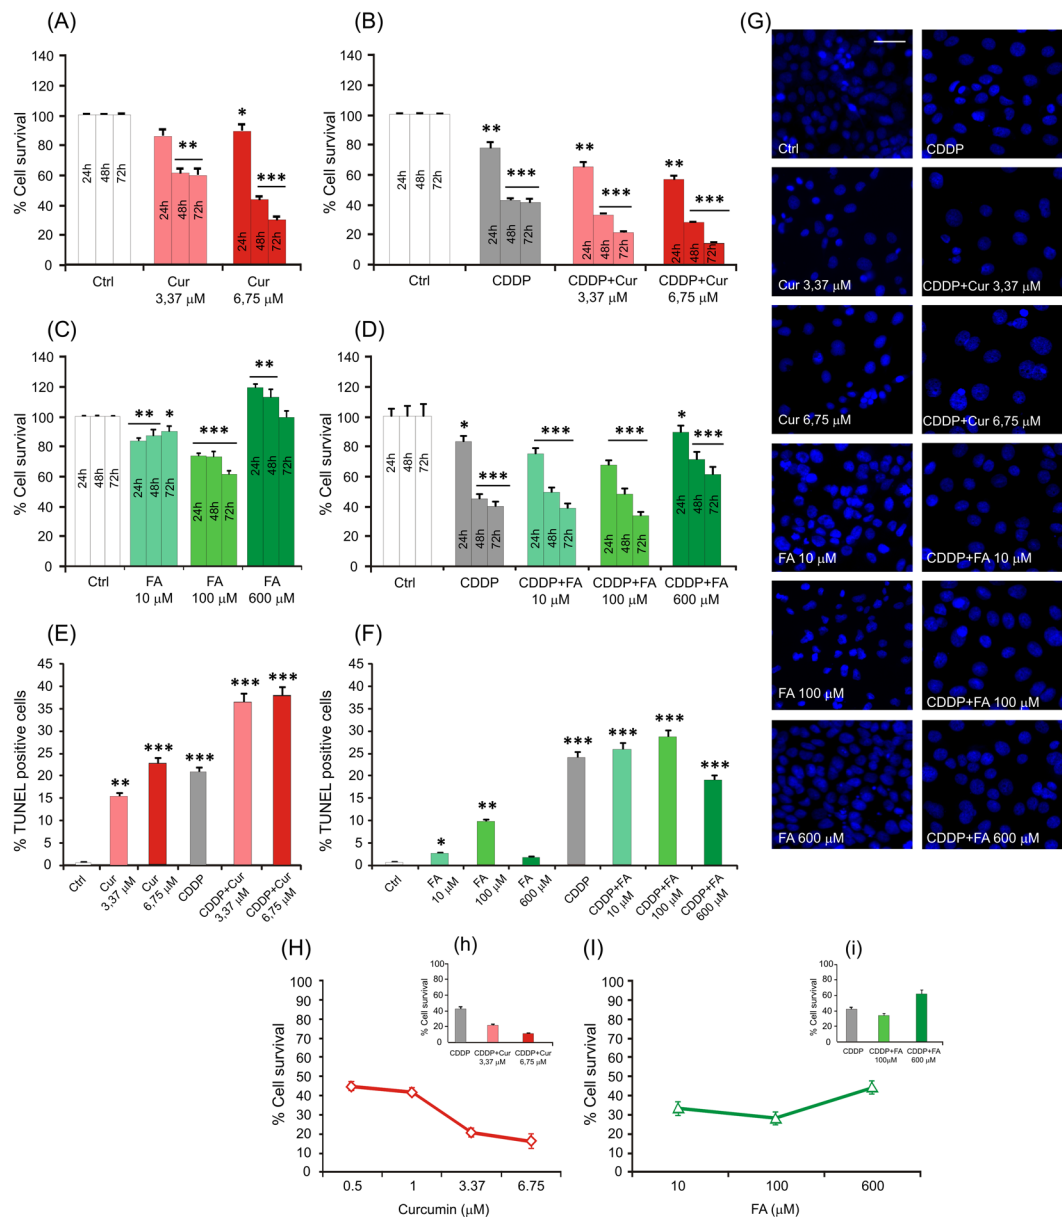 (A)
% Cell survival
140
120
100
80
60
40
20
0
24h
48h
72h
24h
**
48h
72h
*
24h
***
48h
72h
Ctrl
Cur
3,37 µM
Cur
6,75 µM
(B)
% Cell survival
140
120
100
80
60
40
20
0
24h
48h
72h
**
24h
***
48h
72h
**
24h
***
48h
72h
**
24h
***
48h
72h
Ctrl
CDDP
CDDP+Cur
3,37 µM
CDDP+Cur
6,75 µM
(C)
% Cell survival
140
120
100
80
60
40
20
0
24h
48h
72h
**
*
24h
48h
72h
***
24h
48h
72h
**
24h
48h
72h
Ctrl
FA
10 µM
FA
100 µM
FA
600 µM
(D)
% Cell survival
140
120
100
80
60
40
20
0
24h
48h
72h
*
24h
***
48h
72h
***
24h
48h
72h
***
24h
48h
72h
*
24h
***
48h
72h
Ctrl
CDDP
CDDP+FA
10 µM
CDDP+FA
100 µM
CDDP+FA
600 µM
(E)
% TUNEL positive cells
45
40
35
30
25
20
15
10
5
0
**
***
***
***
***
Ctrl
Cur
3,37 µM
Cur
6,75 µM
CDDP
CDDP+Cur
3,37 µM
CDDP+Cur
6,75 µM
(F)
% TUNEL positive cells
45
40
35
30
25
20
15
10
5
0
*
**
***
***
***
***
Ctrl
FA
10 µM
FA
100 µM
FA
600 µM
CDDP
CDDP+FA
10 µM
CDDP+FA
100 µM
CDDP+FA
600 µM
(G)
Ctrl
CDDP
Cur 3,37 µM
CDDP+Cur 3,37 µM
Cur 6,75 µM
CDDP+Cur 6,75 µM
FA 10 µM
CDDP+FA 10 µM
FA 100 µM
CDDP+FA 100 µM
FA 600 µM
CDDP+FA 600 µM
(H)
% Cell survival
100
90
80
70
60
50
40
30
20
10
0
0.5
1
3.37
6.75
Curcumin (µM)
(h)
% Cell survival
100
80
60
40
20
0
CDDP
CDDP+Cur
3,37 µM
CDDP+Cur
6,75 µM
(I)
% Cell survival
100
90
80
70
60
50
40
30
20
10
0
10
100
600
FA (µM)
(i)
% Cell survival
100
80
60
40
20
0
CDDP
CDDP+FA
100µM
CDDP+FA
600 µM